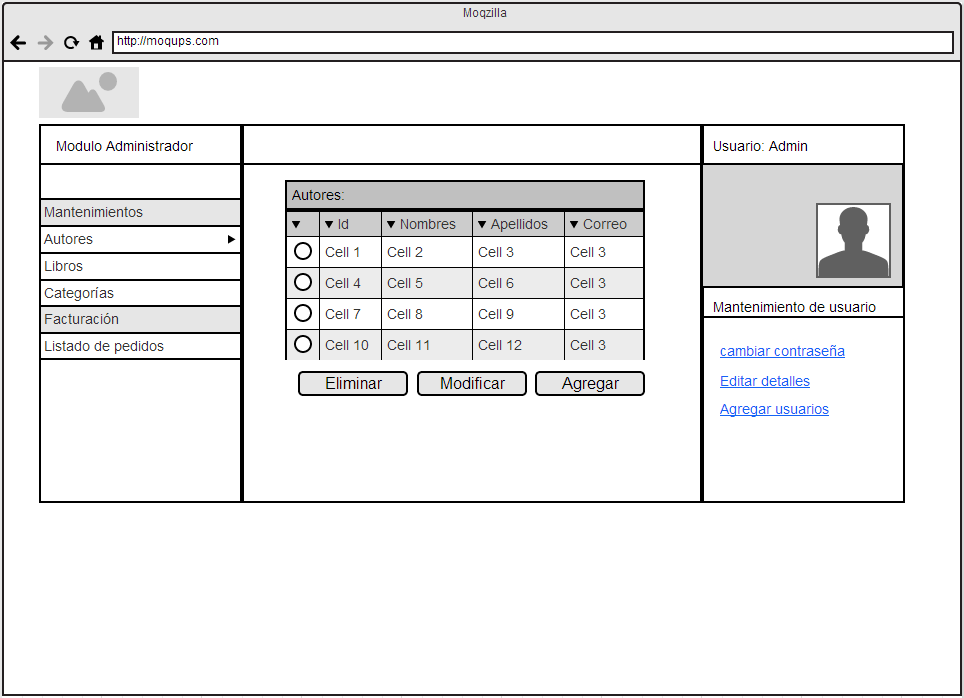 Moqzilla
http://moqups.com
Modulo Administrador
Usuario: Admin
Mantenimientos
Autores
Libros
Categorías
Facturación
Listado de pedidos
Autores:
Id Nombres Apellidos Correo
Cell 1 Cell 2 Cell 3 Cell 3
Cell 4 Cell 5 Cell 6 Cell 3
Cell 7 Cell 8 Cell 9 Cell 3
Cell 10 Cell 11 Cell 12 Cell 3
Eliminar Modificar Agregar
Mantenimiento de usuario
cambiar contraseña
Editar detalles
Agregar usuarios